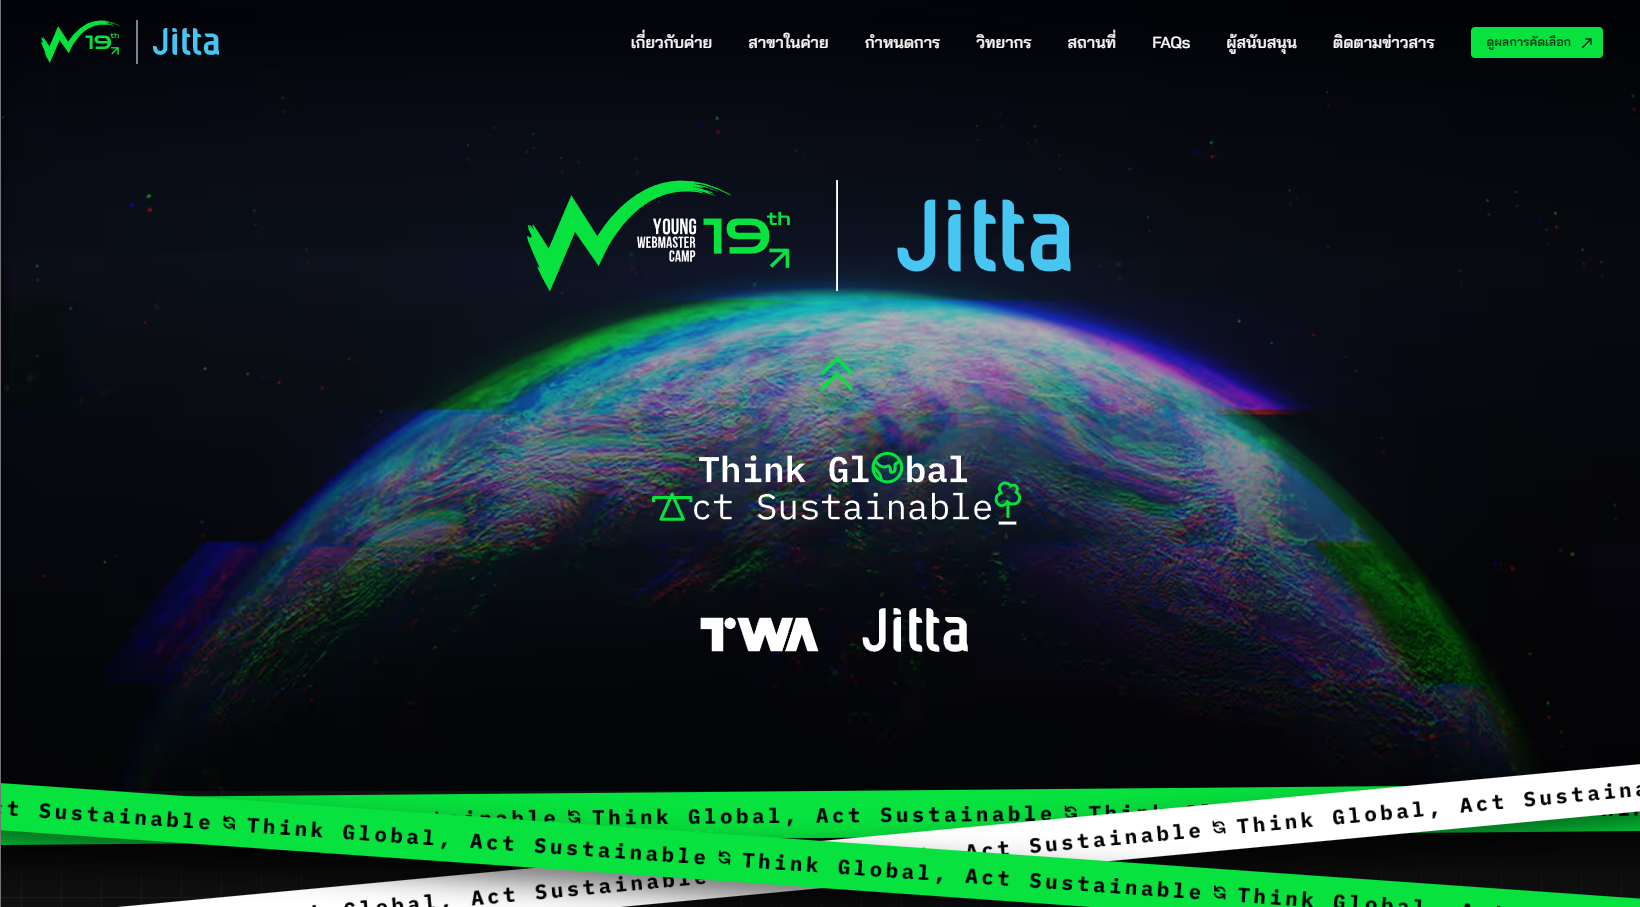 19th
Jitta
เกี่ยวกับค่าย
สาขาในค่าย
กำหนดการ
วิทยากร
สถานที่
FAQs
ผู้สนับสนุน
ติดตามข่าวสาร
ดูผลการคัดเลือก
YOUNG
WEBMASTER
CAMP
19th
Jitta
Think Global
Act Sustainable
TWA
Jitta
Think Global, Act Sustainable
Act Sustainable Think Global, Act Sustainable
ct Sustainable Think Global, Act Sustainable Think Global, Act Sustainable Think Global,
Global, Act Sustainable